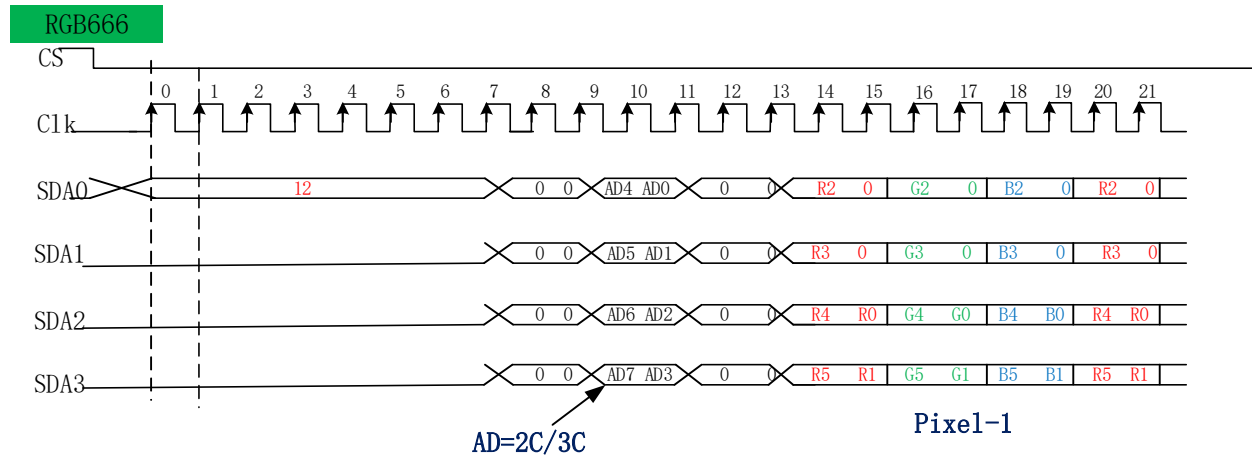 RGB666
CS
0 1 2 3 4 5 6 7 8 9 10 11 12 13 14 15 16 17 18 19 20 21
Clk
SDA0 12 0 0 AD4 AD0 0 0 R2 0 G2 0 B2 0 R2 0
SDA1 0 0 AD5 AD1 0 0 R3 0 G3 0 B3 0 R3 0
SDA2 0 0 AD6 AD2 0 0 R4 R0 G4 G0 B4 B0 R4 R0
SDA3 0 0 AD7 AD3 0 0 R5 R1 G5 G1 B5 B1 R5 R1
Pixel-1
AD=2C/3C